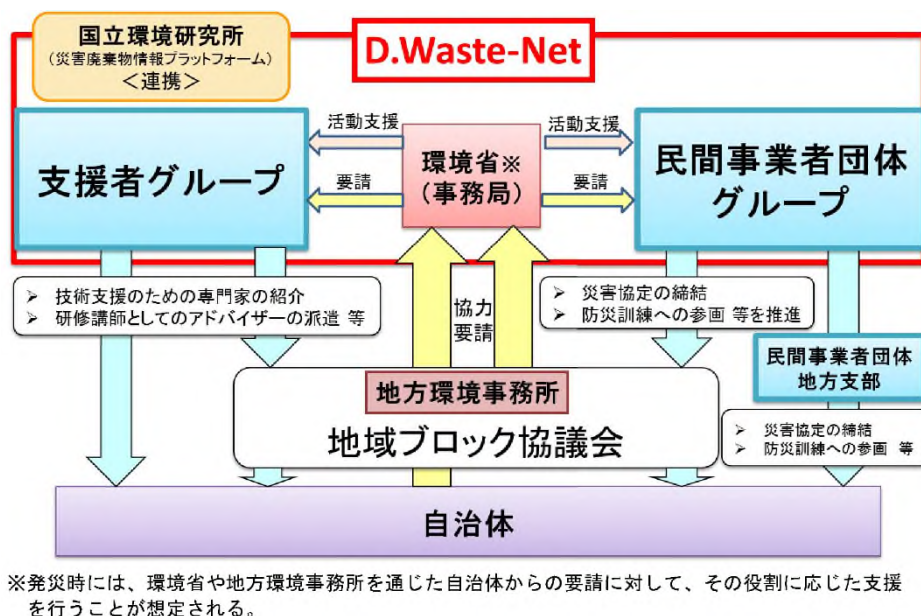 国立環境研究所
(災害廃棄物情報プラットフォーム)
＜連携＞
D.Waste-Net
支援者グループ
活動支援
要請
環境省※
(事務局)
活動支援
要請
民間事業者団体
グループ
➢ 技術支援のための専門家の紹介
➢ 研修講師としてのアドバイザーの派遣 等
協力
要請
➢ 災害協定の締結
➢ 防災訓練への参画 等を推進
民間事業者団体
地方支部
地方環境事務所
地域ブロック協議会
➢ 災害協定の締結
➢ 防災訓練への参画 等
自治体
※発災時には、環境省や地方環境事務所を通じた自治体からの要請に対して、その役割に応じた支援
を行うことが想定される。